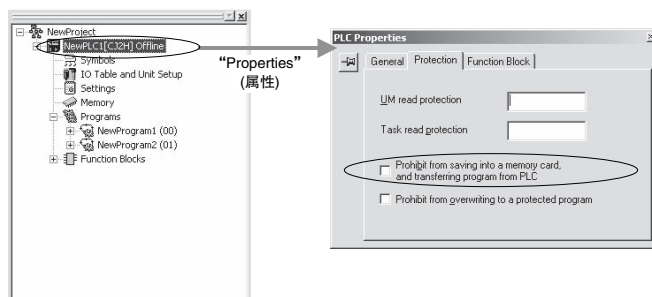 NewProject
NewPLC1[CJ2H] Offline
Symbols
IO Table and Unit Setup
Settings
Memory
Programs
NewProgram1 (00)
NewProgram2 (01)
Function Blocks
“Properties”
(属性)
PLC Properties
General Protection Function Block
UM read protection
Task read protection
Prohibit from saving into a memory card,
and transferring program from PLC
Prohibit from overwriting to a protected program